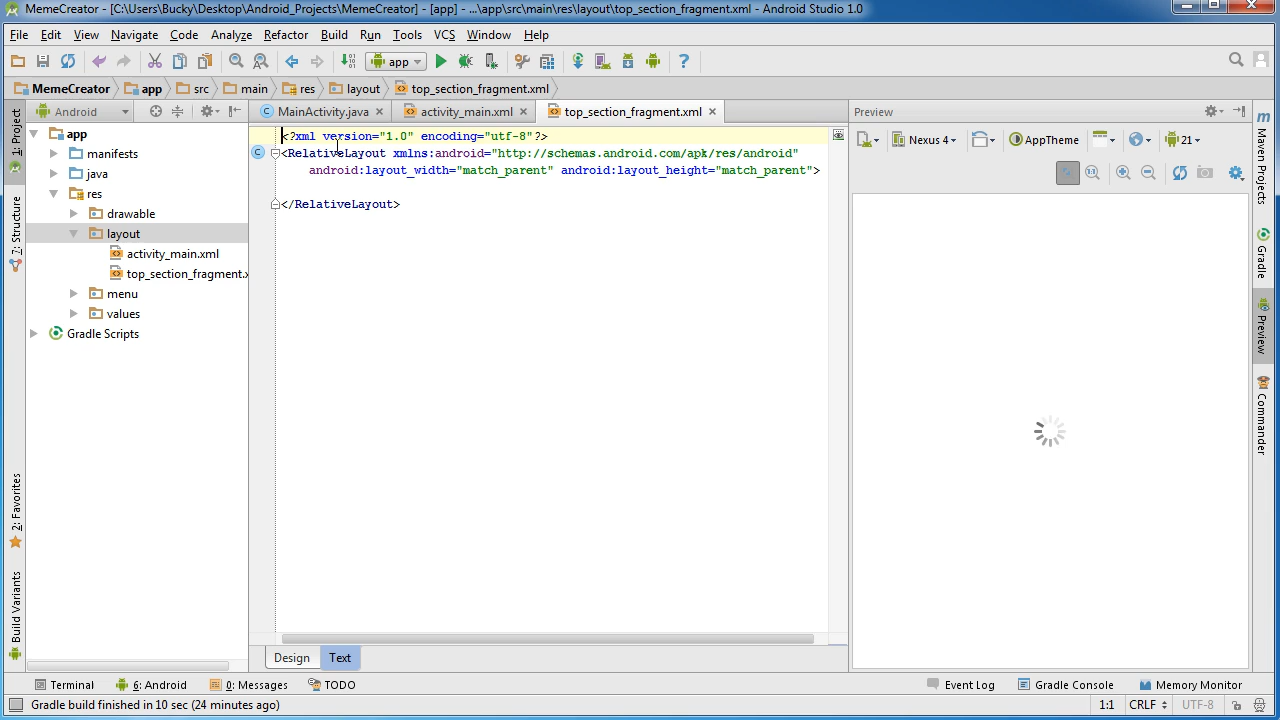 MemeCreator - [C:\Users\Bucky\Desktop\Android_Projects\MemeCreator] - [app] - ...\app\src\main\res\layout\top_section_fragment.xml - Android Studio 1.0
File Edit View Navigate Code Analyze Refactor Build Run Tools VCS Window Help
app
MemeCreator app src main res layout top_section_fragment.xml
Android
MainActivity.java activity_main.xml top_section_fragment.xml
Preview
1: Project
7: Structure
2: Favorites
Build Variants
app
manifests
java
res
drawable
layout
activity_main.xml
top_section_fragment.x
menu
values
Gradle Scripts
<?xml version="1.0" encoding="utf-8"?>
<RelativeLayout xmlns:android="http://schemas.android.com/apk/res/android"
android:layout_width="match_parent" android:layout_height="match_parent">
</RelativeLayout>
Design Text
Nexus 4 AppTheme 21
1:1
Maven Projects
Gradle
Preview
Commander
Terminal 6: Android 0: Messages TODO Event Log Gradle Console Memory Monitor
Gradle build finished in 10 sec (24 minutes ago) 1:1 CRLF UTF-8